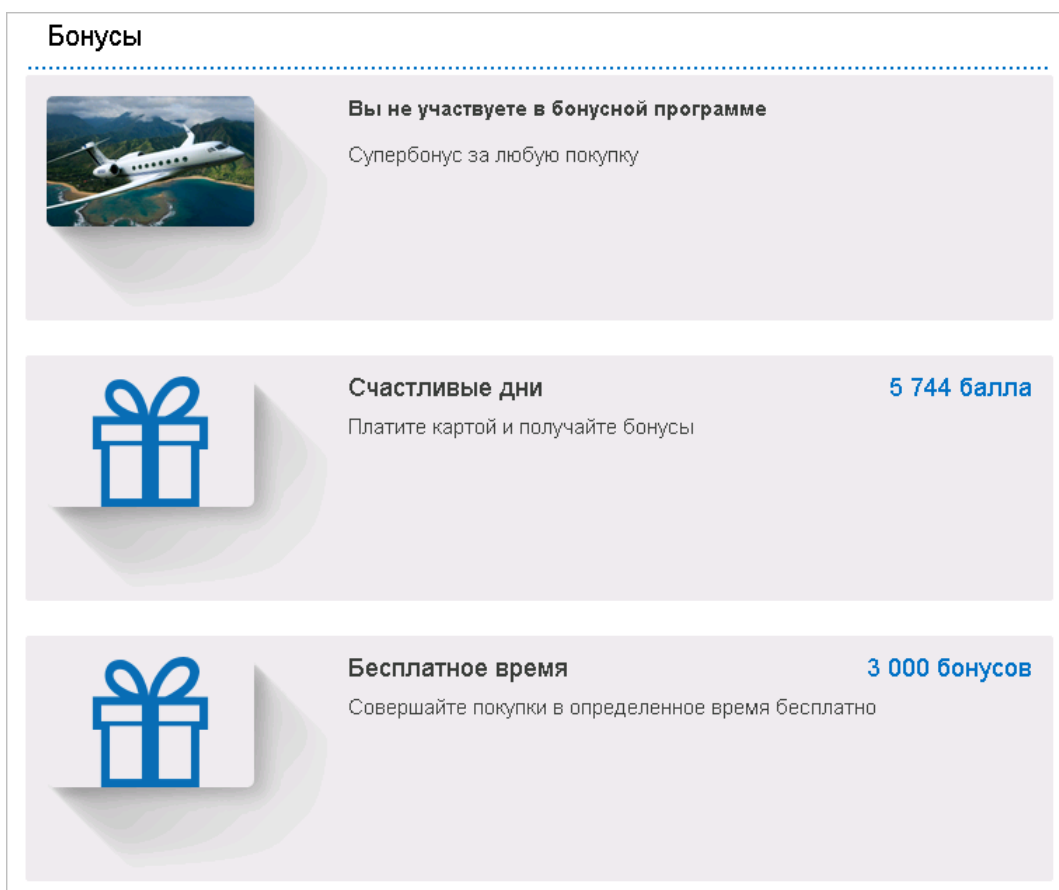 Бонусы
Вы не участвуете в бонусной программе
Супербонус за любую покупку
Счастливые дни
5 744 балла
Платите картой и получайте бонусы
Бесплатное время
3 000 бонусов
Совершайте покупки в определенное время бесплатно